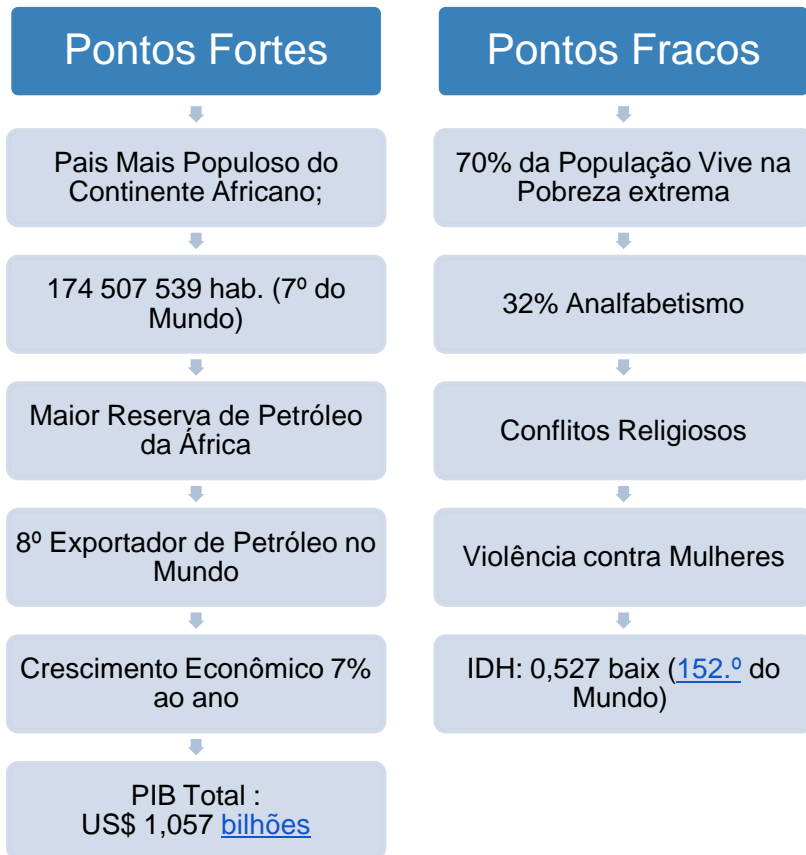 Pontos Fortes
Pais Mais Populoso do
Continente Africano;
174 507 539 hab. (7º do
Mundo)
Maior Reserva de Petróleo
da África
8º Exportador de Petróleo no
Mundo
Crescimento Econômico 7%
ao ano
PIB Total :
US$ 1,057 bilhões
Pontos Fracos
70% da População Vive na
Pobreza extrema
32% Analfabetismo
Conflitos Religiosos
Violência contra Mulheres
IDH: 0,527 baix (152.º do
Mundo)